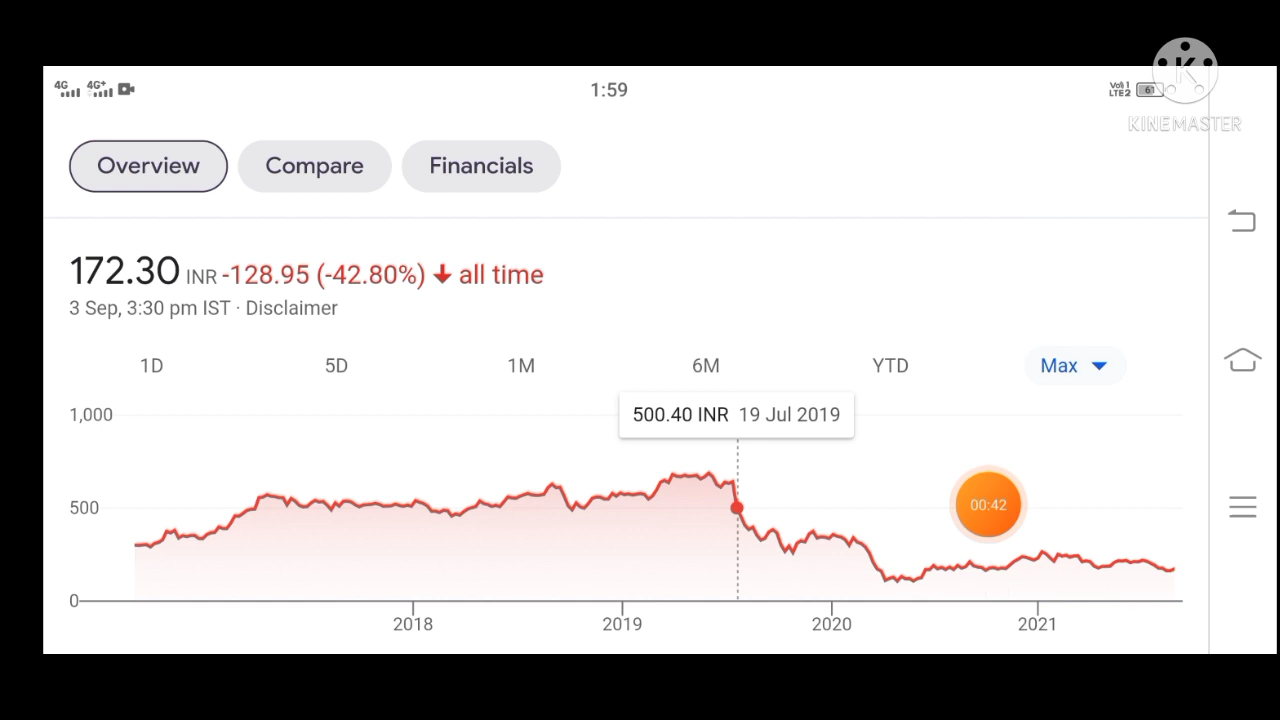 4G 4G+ 1:59 Vo1 LTE2 61
K
KINEMASTER
Overview Compare Financials
172.30 INR -128.95 (-42.80%) ↓ all time
3 Sep, 3:30 pm IST · Disclaimer
1D 5D 1M 6M YTD Max
1,000
500.40 INR 19 Jul 2019
500
00:42
0
2018 2019 2020 2021